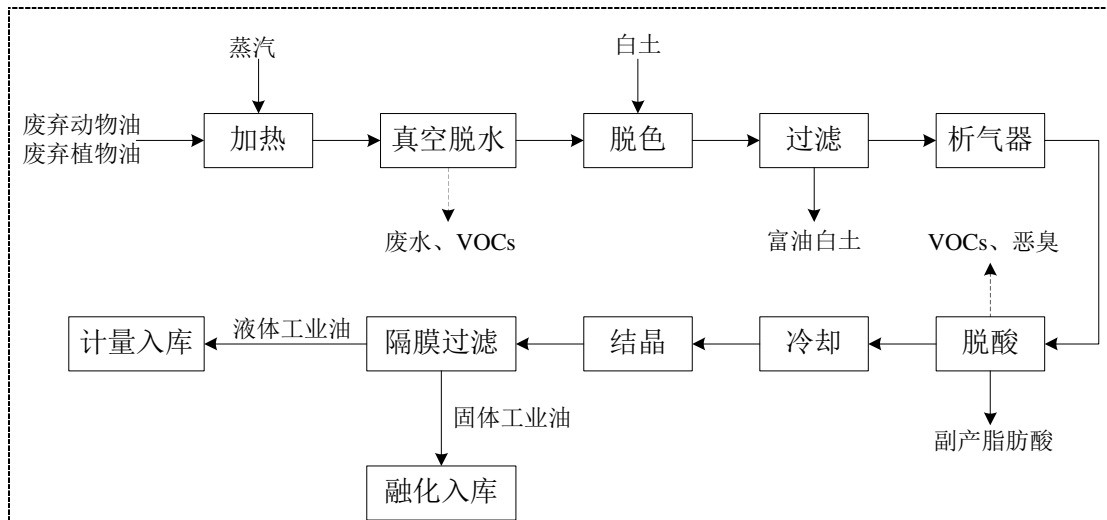 蒸汽
白土
废弃动物油
废弃植物油
加热
真空脱水
脱色
过滤
析气器
废水、VOCs
富油白土
VOCs、恶臭
计量入库
液体工业油
隔膜过滤
结晶
冷却
脱酸
固体工业油
副产脂肪酸
融化入库